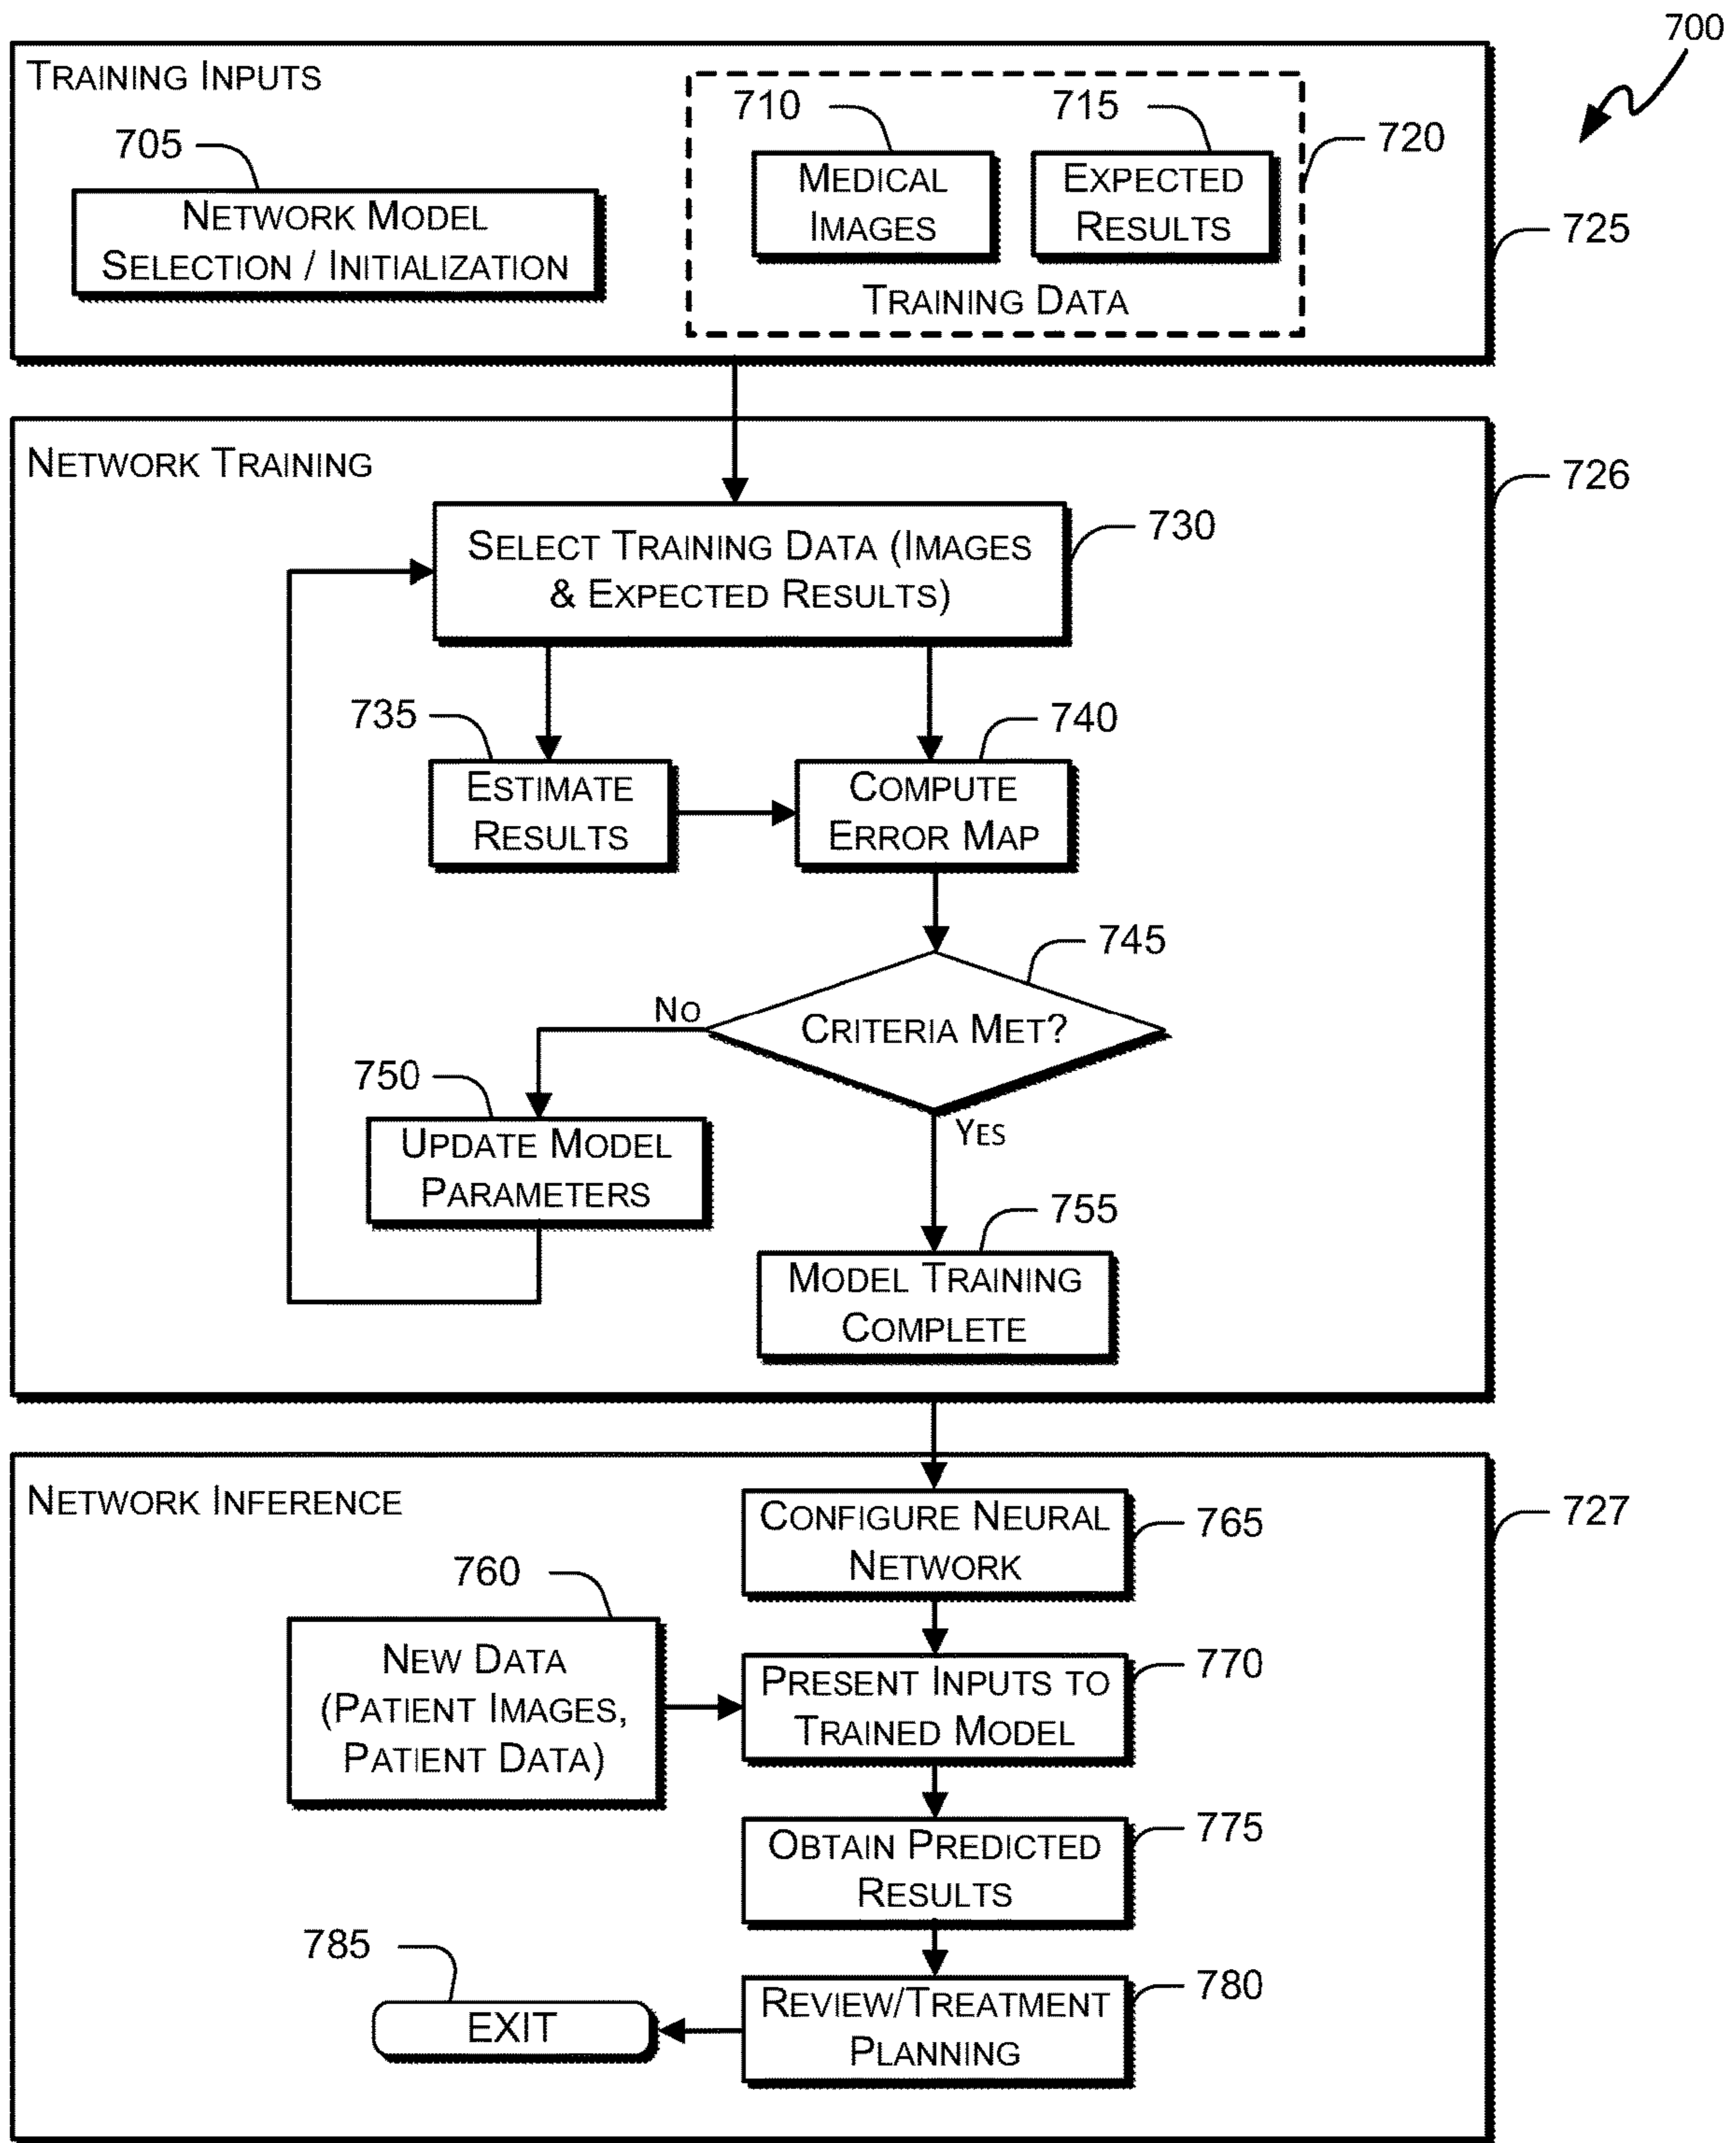 700
TRAINING INPUTS
710
715
705
720
MEDICAL
IMAGES
EXPECTED
RESULTS
NETWORK MODEL
SELECTION / INITIALIZATION
725
TRAINING DATA
NETWORK TRAINING
726
SELECT TRAINING DATA (IMAGES
& EXPECTED RESULTS)
730
735
740
ESTIMATE
RESULTS
COMPUTE
ERROR MAP
745
NO
CRITERIA MET?
750
YES
UPDATE MODEL
PARAMETERS
755
MODEL TRAINING
COMPLETE
NETWORK INFERENCE
727
CONFIGURE NEURAL
NETWORK
765
760
NEW DATA
(PATIENT IMAGES,
PATIENT DATA)
PRESENT INPUTS TO
TRAINED MODEL
770
OBTAIN PREDICTED
RESULTS
775
785
EXIT
REVIEW/TREATMENT
PLANNING
780